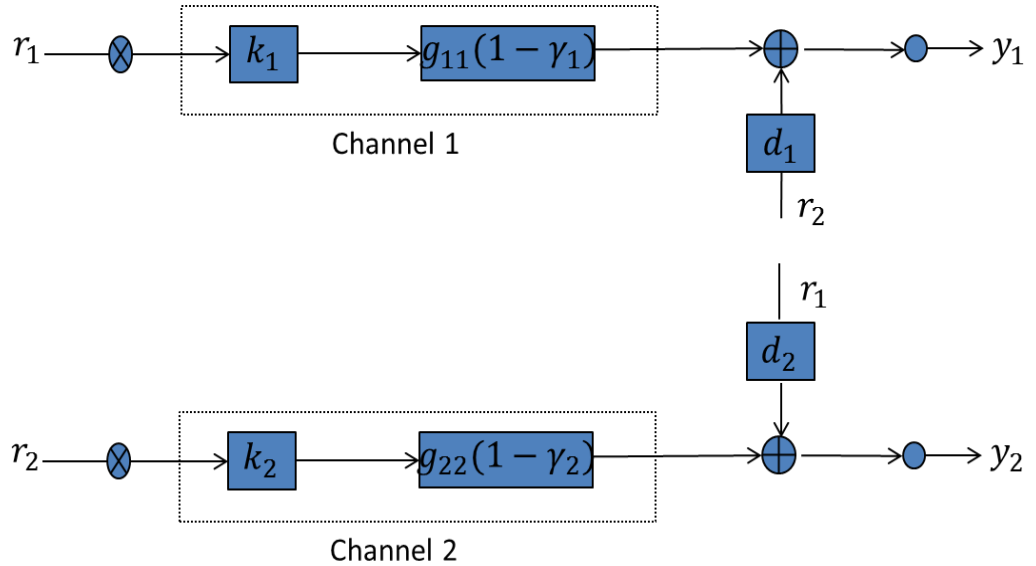 r₁ k₁ g₁₁(1 − γ₁) y₁
Channel 1
d₁
r₂
r₁
d₂
r₂ k₂ g₂₂(1 − γ₂) y₂
Channel 2